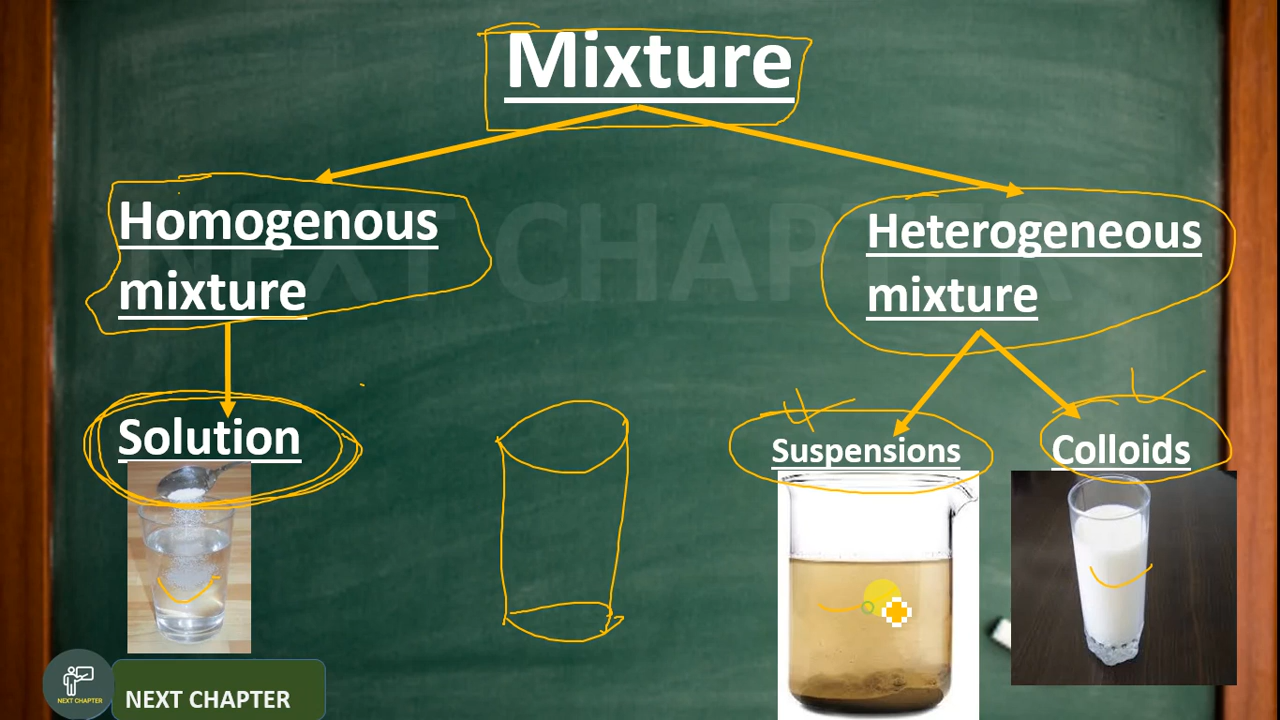 Mixture
Homogenous
mixture
Heterogeneous
mixture
NEXT CHAPTER
Solution
Suspensions
Colloids
NEXT CHAPTER
NEXT CHAPTER